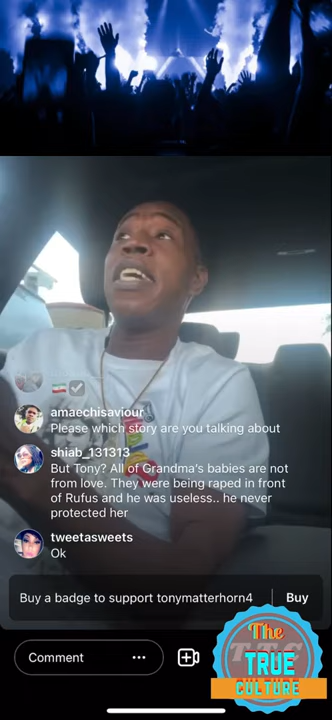 amaechisaviour
Please which story are you talking about
shiab_131313
But Tony? All of Grandma's babies are not
from love. They were being raped in front
of Rufus and he was useless.. he never
protected her
tweetasweets
Ok
Buy a badge to support tonymatterhorn4
Buy
Comment
The
TRUE
CULTURE